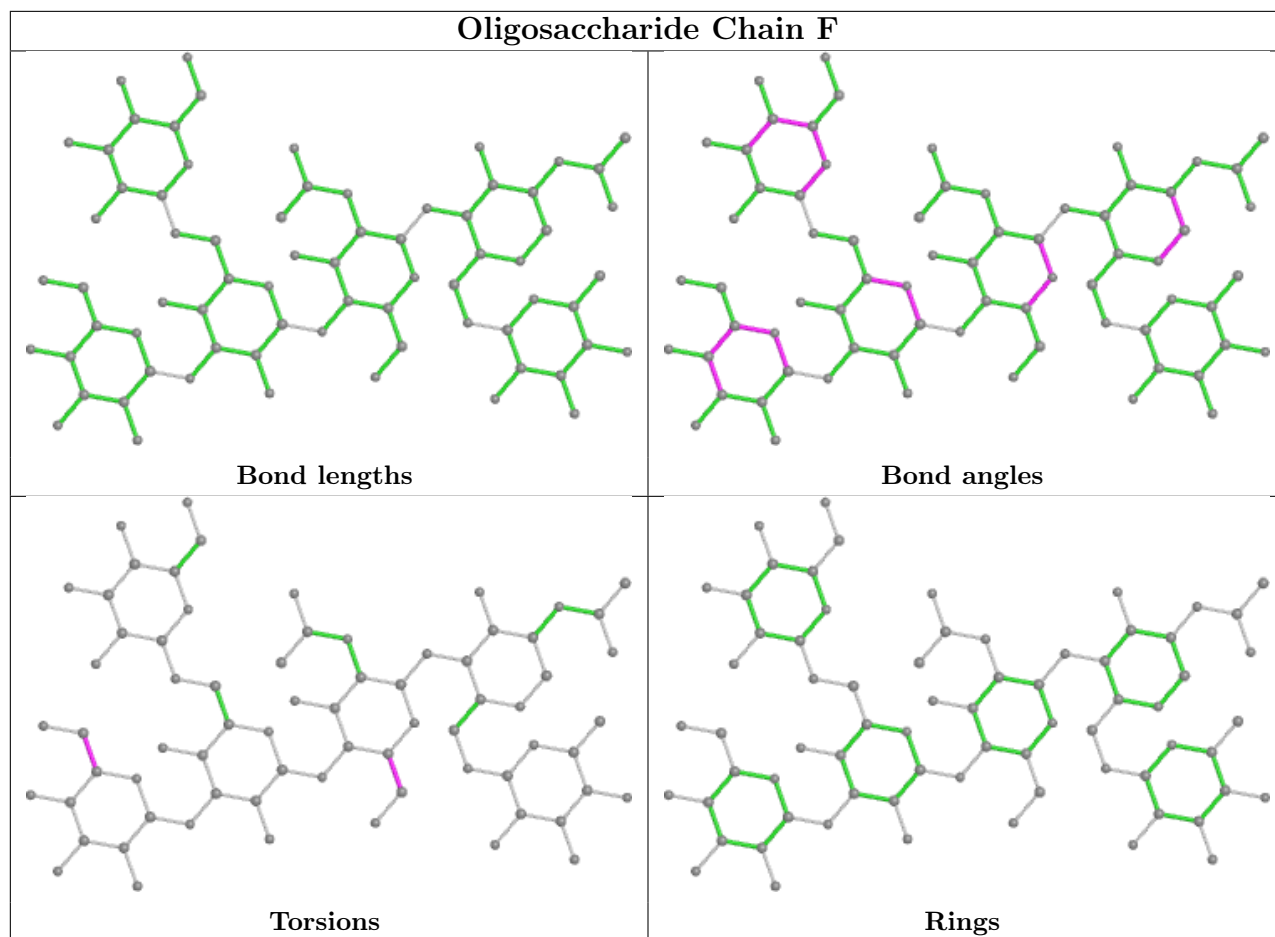 Oligosaccharide Chain F
Bond lengths
Bond angles
Torsions
Rings